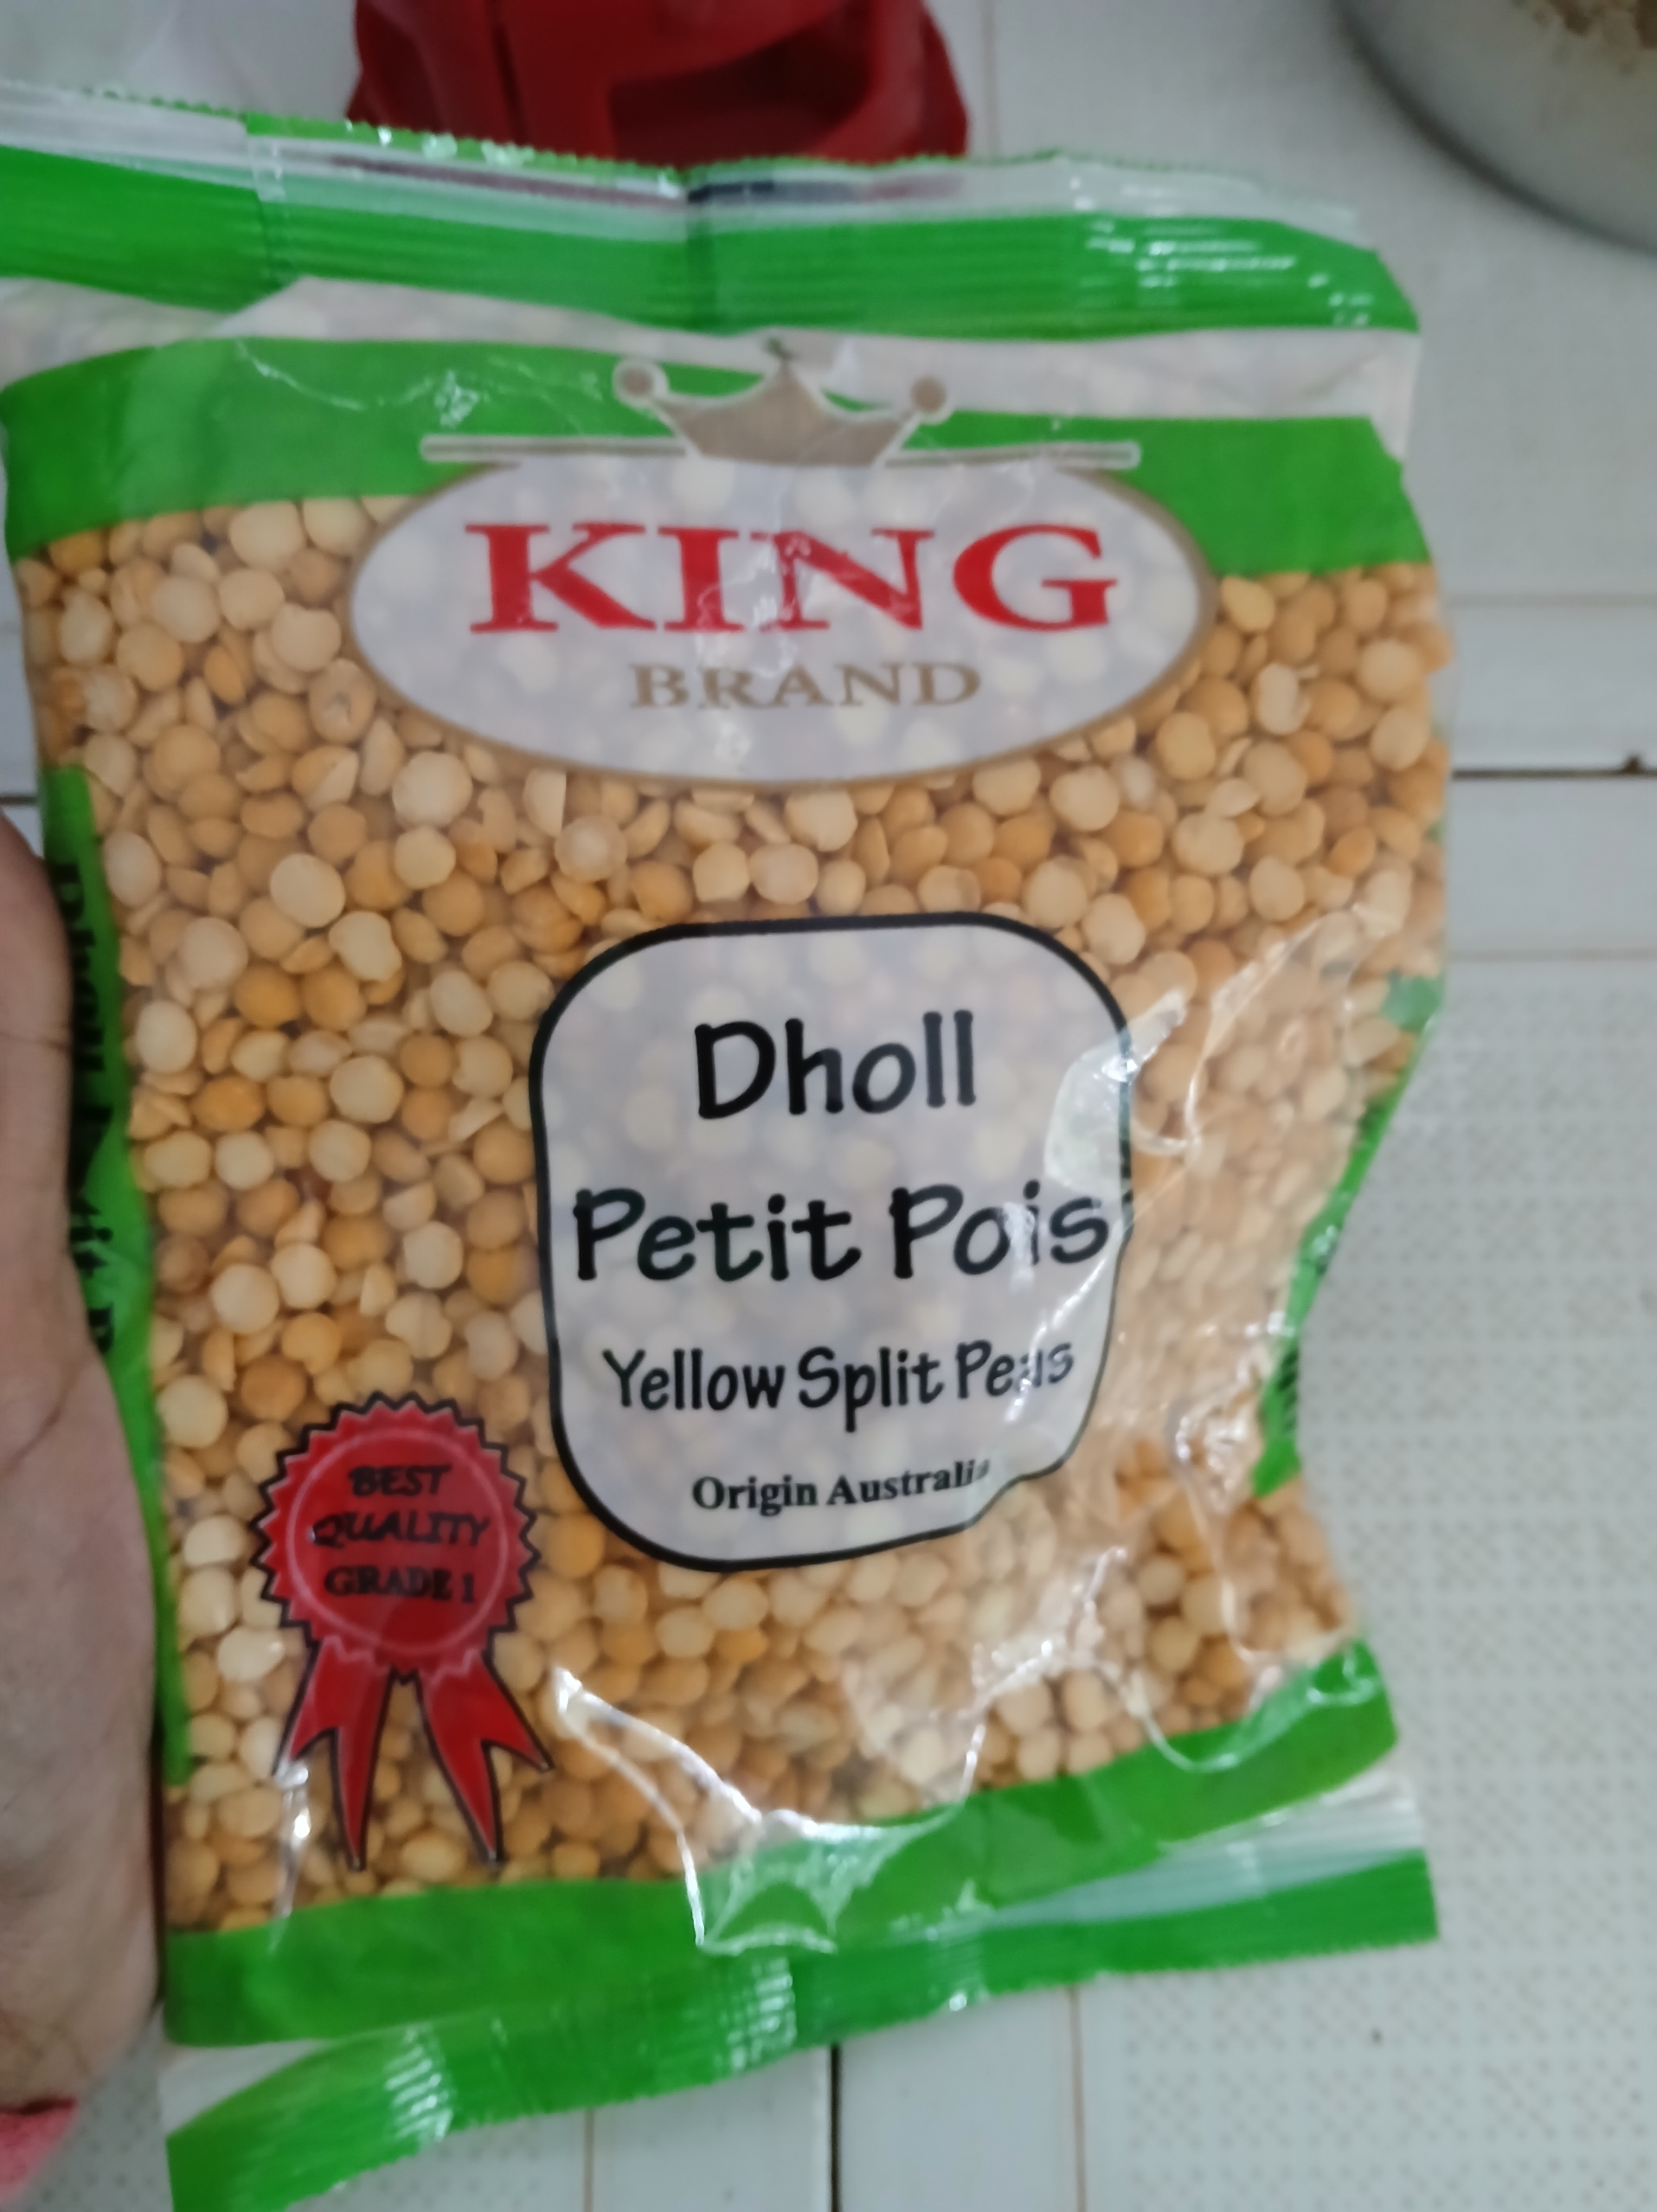 KING
BRAND
Dholl
Petit Pois
Yellow Split Peas
Origin Australia
BEST
QUALITY
GRADE 1